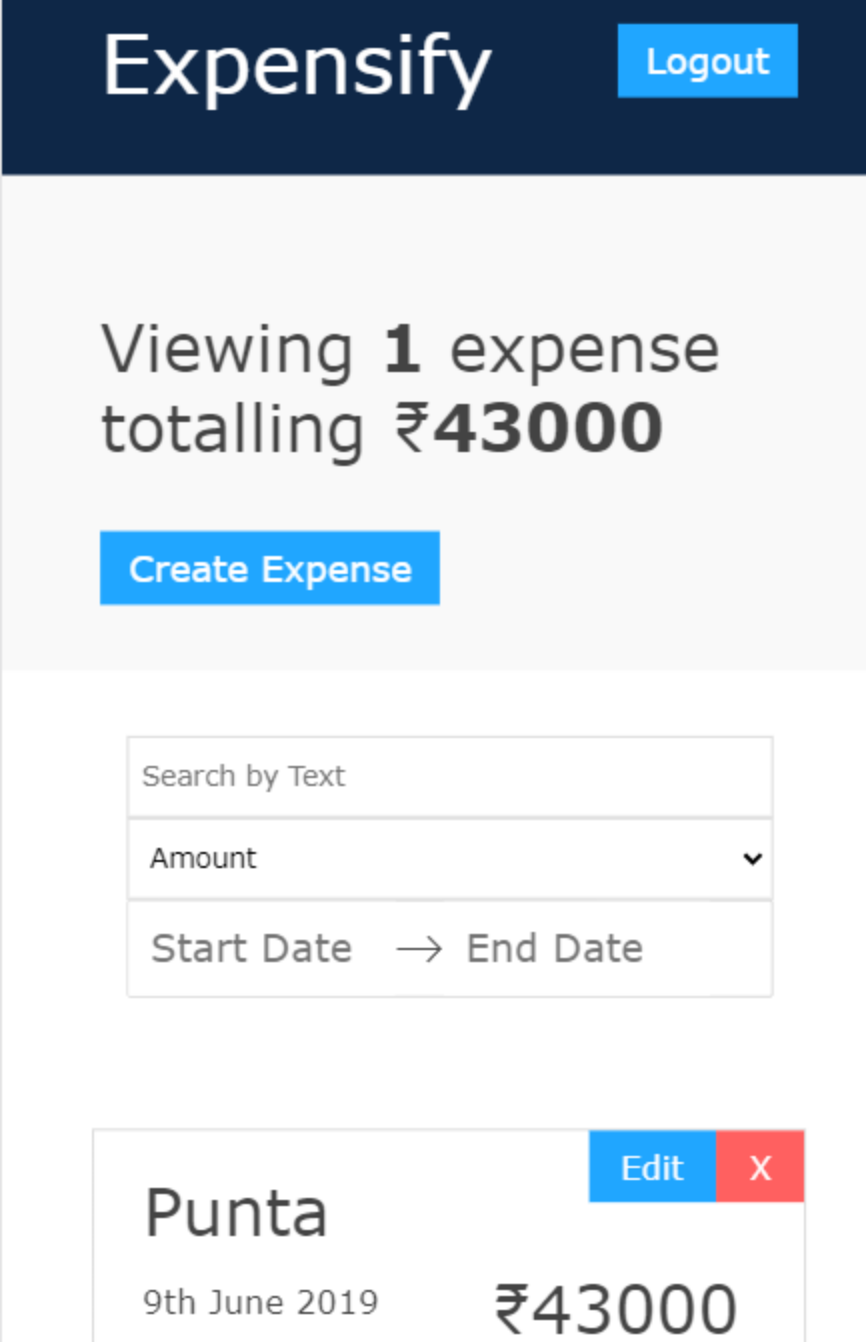 Expensify
Logout
Viewing 1 expense
totalling ₹43000
Create Expense
Search by Text
Amount
Start Date → End Date
Edit X
Punta
9th June 2019 ₹43000